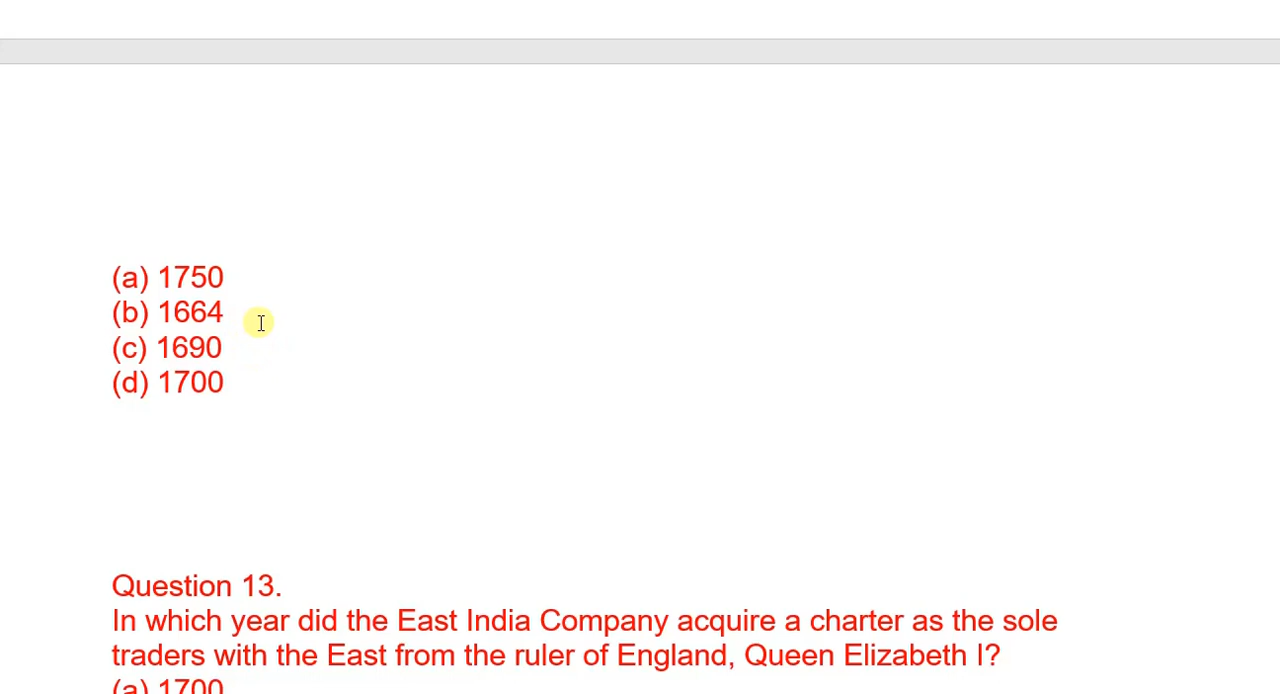 (a) 1750
(b) 1664
(c) 1690
(d) 1700
Question 13.
In which year did the East India Company acquire a charter as the sole
traders with the East from the ruler of England, Queen Elizabeth I?
(a) 1700